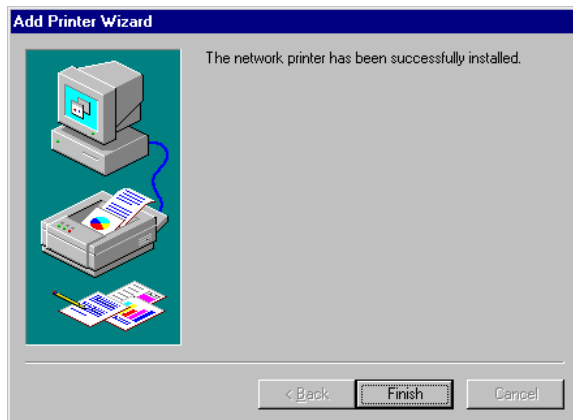 Add Printer Wizard
The network printer has been successfully installed.
< Back
Finish
Cancel